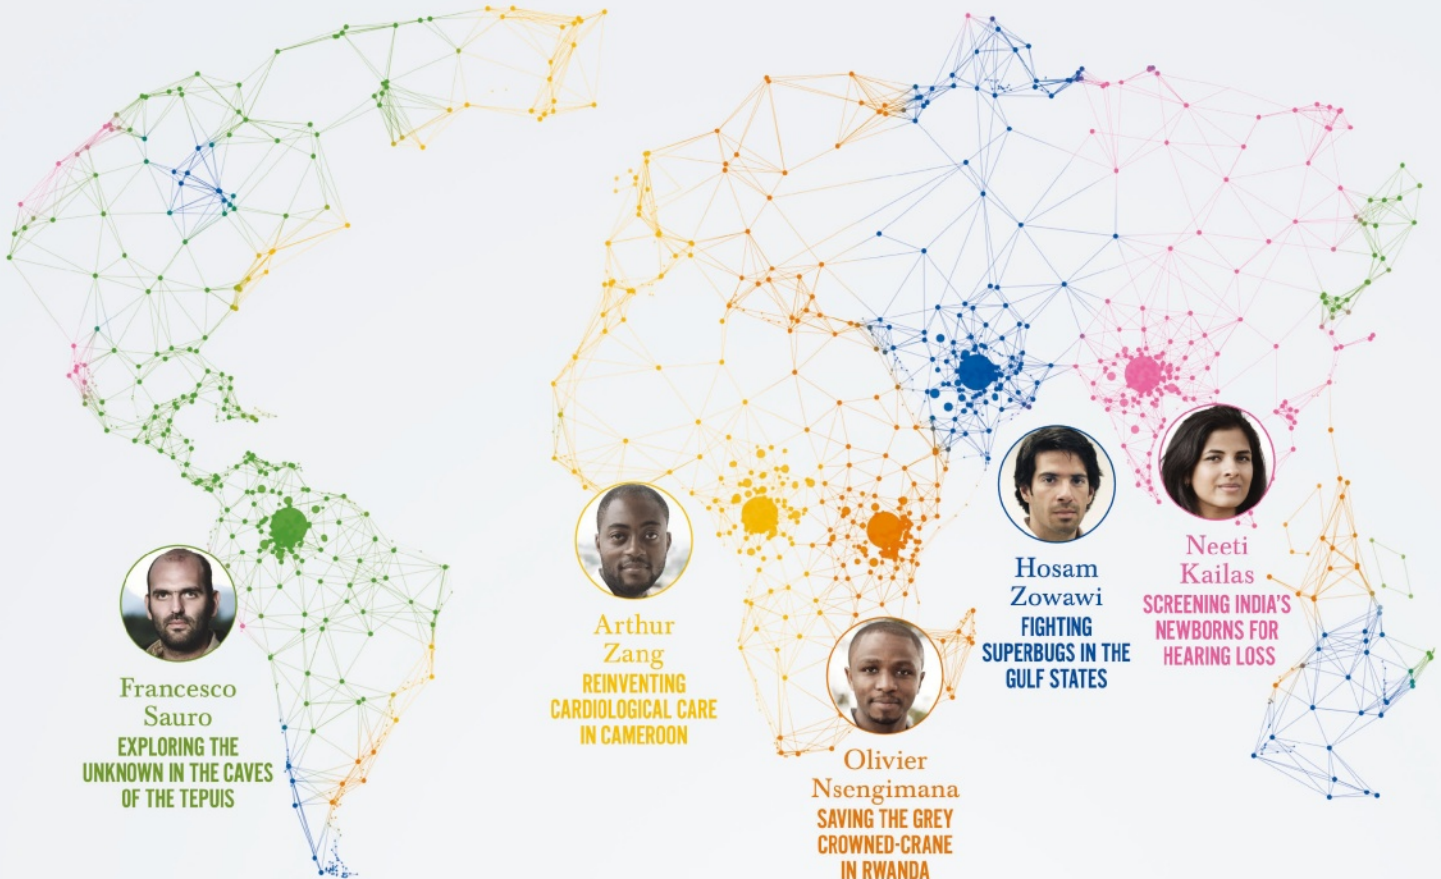 Francesco
Sauro
EXPLORING THE
UNKNOWN IN THE CAVES
OF THE TEPUIS
Arthur
Zang
REINVENTING
CARDIOLOGICAL CARE
IN CAMEROON
Olivier
Nsengimana
SAVING THE GREY
CROWNED-CRANE
IN RWANDA
Hosam
Zowawi
FIGHTING
SUPERBUGS IN THE
GULF STATES
Neeti
Kailas
SCREENING INDIA'S
NEWBORNS FOR
HEARING LOSS